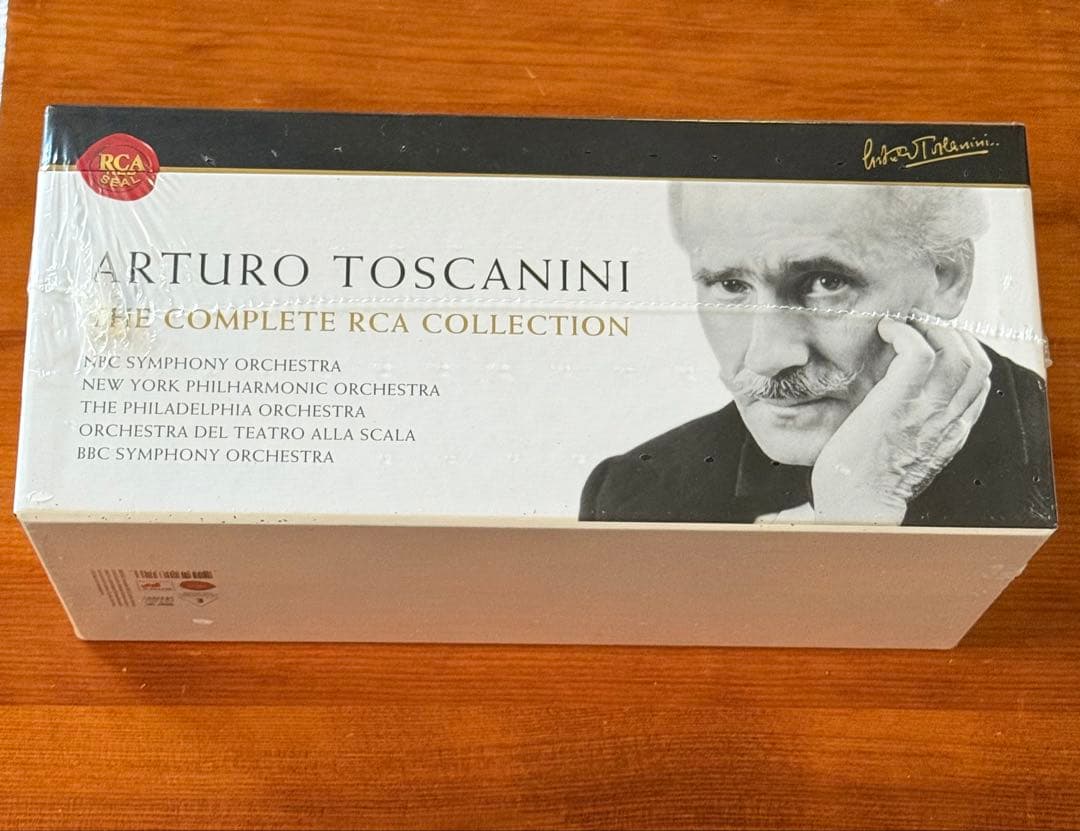 RCA
SEAL
Arturo Toscanini
ARTURO TOSCANINI
THE COMPLETE RCA COLLECTION
NBC SYMPHONY ORCHESTRA
NEW YORK PHILHARMONIC ORCHESTRA
THE PHILADELPHIA ORCHESTRA
ORCHESTRA DEL TEATRO ALLA SCALA
BBC SYMPHONY ORCHESTRA